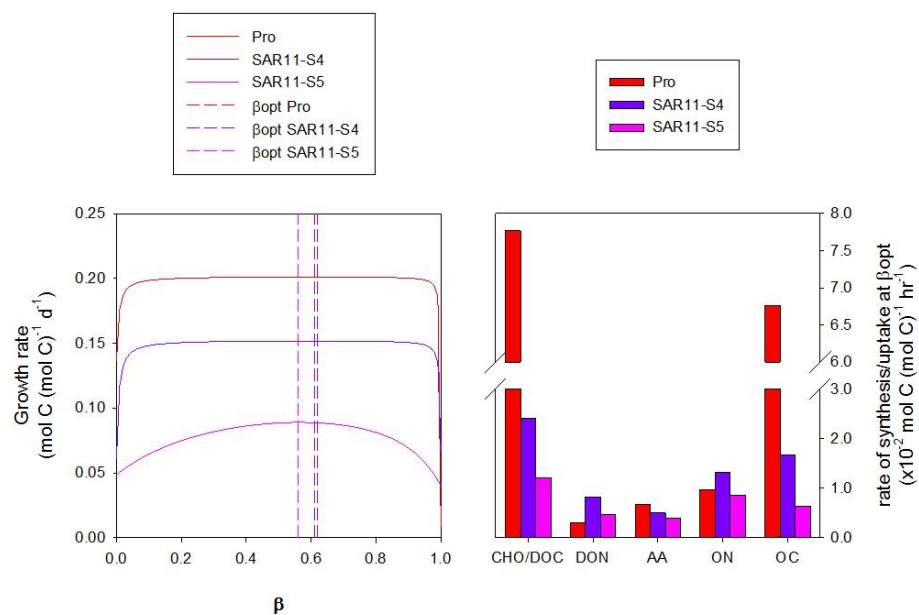 Pro
SAR11-S4
SAR11-S5
βopt Pro
βopt SAR11-S4
βopt SAR11-S5
Pro
SAR11-S4
SAR11-S5
Growth rate
(mol C (mol C)⁻¹ d⁻¹)
0.25
0.20
0.15
0.10
0.05
0.00
0.0 0.2 0.4 0.6 0.8 1.0
β
8.0
7.5
7.0
6.5
6.0
3.0
2.0
1.0
0.0
CHO/DOC DON AA ON OC
rate of synthesis/uptake at βopt
(x10⁻² mol C (mol C)⁻¹ hr⁻¹)